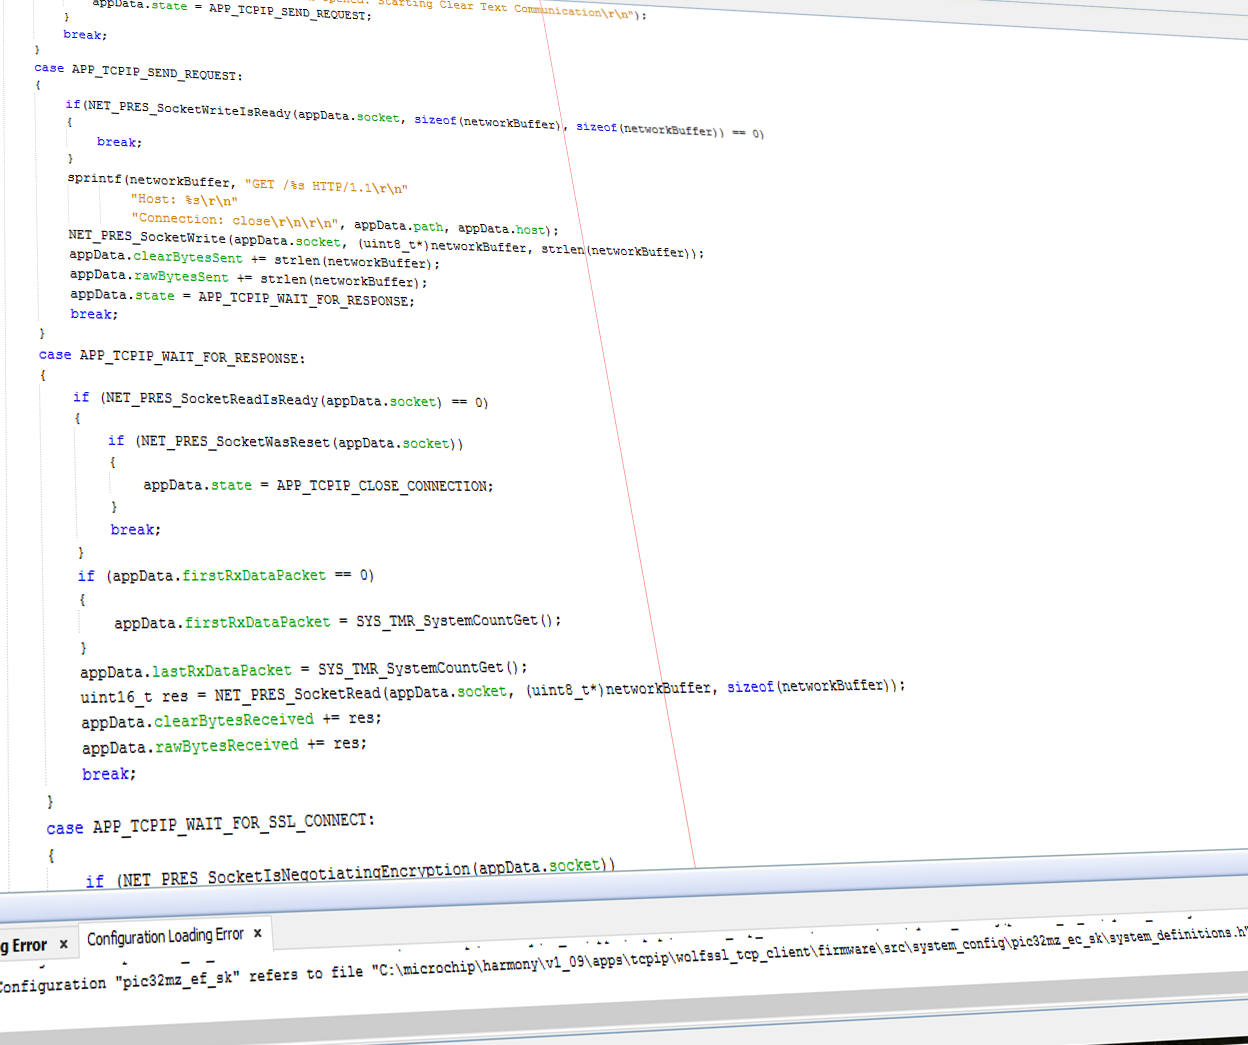 Starting Clear Text Communication\r\n");
appData.state = APP_TCPIP_SEND_REQUEST;
}
break;
}
case APP_TCPIP_SEND_REQUEST:
{
if(NET_PRES_SocketWriteIsReady(appData.socket, sizeof(networkBuffer), sizeof(networkBuffer)) == 0)
{
break;
}
sprintf(networkBuffer, "GET /%s HTTP/1.1\r\n"
"Host: %s\r\n"
"Connection: close\r\n\r\n", appData.path, appData.host);
NET_PRES_SocketWrite(appData.socket, (uint8_t*)networkBuffer, strlen(networkBuffer));
appData.clearBytesSent += strlen(networkBuffer);
appData.rawBytesSent += strlen(networkBuffer);
appData.state = APP_TCPIP_WAIT_FOR_RESPONSE;
break;
}
case APP_TCPIP_WAIT_FOR_RESPONSE:
{
if (NET_PRES_SocketReadIsReady(appData.socket) == 0)
{
if (NET_PRES_SocketWasReset(appData.socket))
{
appData.state = APP_TCPIP_CLOSE_CONNECTION;
}
break;
}
if (appData.firstRxDataPacket == 0)
{
appData.firstRxDataPacket = SYS_TMR_SystemCountGet();
}
appData.lastRxDataPacket = SYS_TMR_SystemCountGet();
uint16_t res = NET_PRES_SocketRead(appData.socket, (uint8_t*)networkBuffer, sizeof(networkBuffer));
appData.clearBytesReceived += res;
appData.rawBytesReceived += res;
break;
}
case APP_TCPIP_WAIT_FOR_SSL_CONNECT:
{
if (NET_PRES_SocketIsNegotiatingEncryption(appData.socket))
g Error x Configuration Loading Error x
Configuration "pic32mz_ef_sk" refers to file "C:\microchip\harmony\v1_09\apps\tcpip\wolfssl_tcp_client\firmware\src\system_config\pic32mz_ec_sk\system_definitions.h"